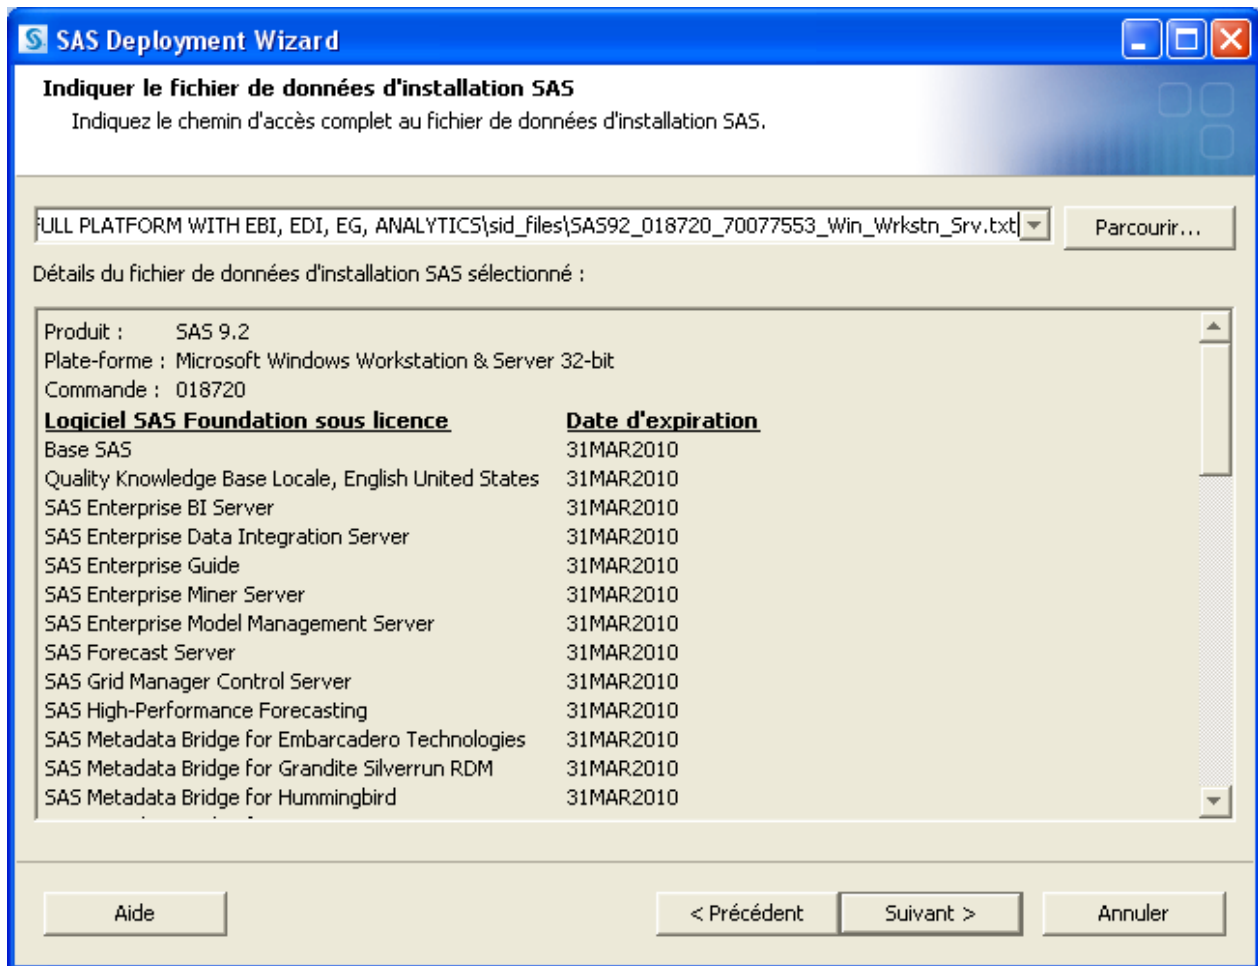 SAS Deployment Wizard
Indiquer le fichier de données d'installation SAS
Indiquez le chemin d'accès complet au fichier de données d'installation SAS.
FULL PLATFORM WITH EBI, EDI, EG, ANALYTICS\sid_files\SAS92_018720_70077553_Win_Wrkstn_Srv.txt
Parcourir...
Détails du fichier de données d'installation SAS sélectionné :
Produit : SAS 9.2
Plate-forme : Microsoft Windows Workstation & Server 32-bit
Commande : 018720
Logiciel SAS Foundation sous licence Date d'expiration
Base SAS 31MAR2010
Quality Knowledge Base Locale, English United States 31MAR2010
SAS Enterprise BI Server 31MAR2010
SAS Enterprise Data Integration Server 31MAR2010
SAS Enterprise Guide 31MAR2010
SAS Enterprise Miner Server 31MAR2010
SAS Enterprise Model Management Server 31MAR2010
SAS Forecast Server 31MAR2010
SAS Grid Manager Control Server 31MAR2010
SAS High-Performance Forecasting 31MAR2010
SAS Metadata Bridge for Embarcadero Technologies 31MAR2010
SAS Metadata Bridge for Grandite Silverrun RDM 31MAR2010
SAS Metadata Bridge for Hummingbird 31MAR2010
Aide
< Précédent
Suivant >
Annuler